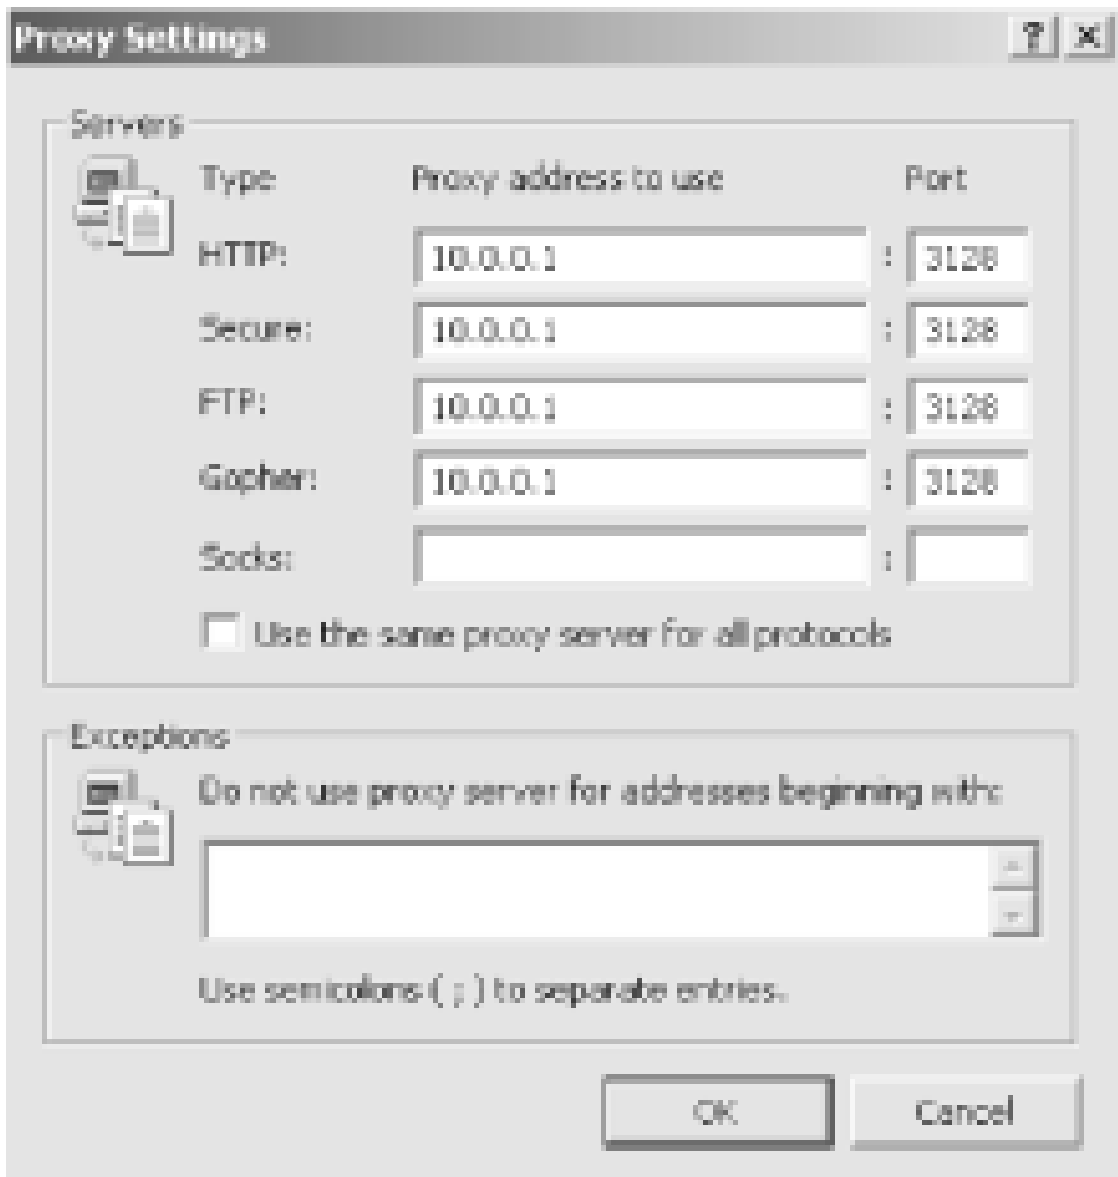 Proxy Settings
Servers
Type Proxy address to use Port
HTTP: 10.0.0.1 : 3128
Secure: 10.0.0.1 : 3128
FTP: 10.0.0.1 : 3128
Gopher: 10.0.0.1 : 3128
Socks: :
Use the same proxy server for all protocols
Exceptions
Do not use proxy server for addresses beginning with:
Use semicolons ( ; ) to separate entries.
OK Cancel